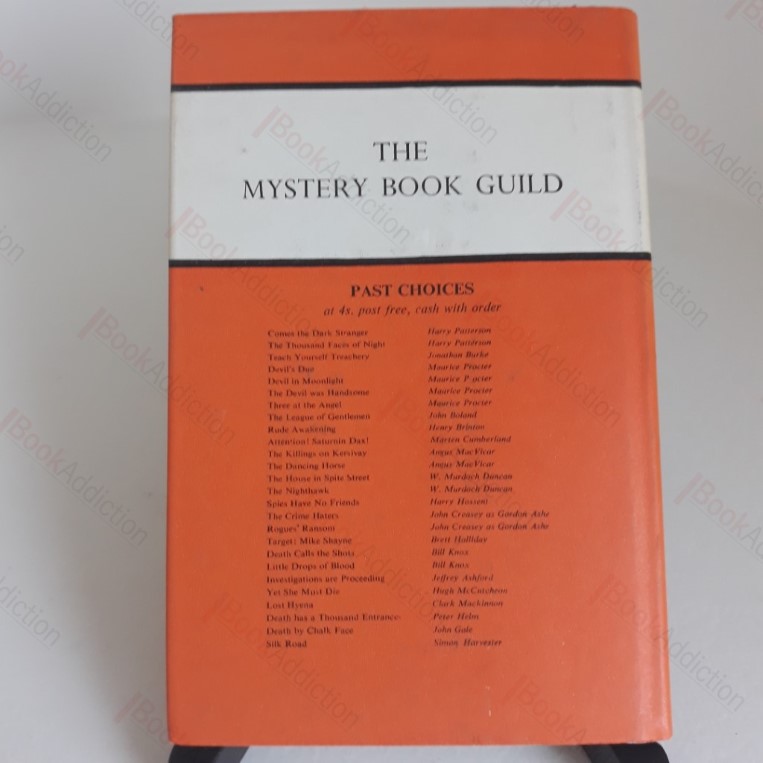 THE
MYSTERY BOOK GUILD
PAST CHOICES
at 4s. post free, cash with order
Comes the Dark Stranger Harry Patterson
The Thousand Faces of Night Harry Patterson
Teach Yourself Treachery Jonathan Burke
Devil's Due Maurice Procter
Devil in Moonlight Maurice P octer
The Devil was Handsome Maurice Procter
Three at the Angel Maurice Procter
The League of Gentlemen John Boland
Rude Awakening Henry Brinton
Attention! Saturnin Dax! Marten Cumberland
The Killings on Kersivay Angus MacVicar
The Dancing Horse Angus MacVicar
The House in Spite Street W. Murdoch Duncan
The Nighthawk W. Murdoch Duncan
Spies Have No Friends Harry Hossent
The Crime Haters John Creasey as Gordon Ashe
Rogues' Ransom John Creasey as Gordon Ashe
Target: Mike Shayne Brett Halliday
Death Calls the Shots Bill Knox
Little Drops of Blood Bill Knox
Investigations are Proceeding Jeffrey Ashford
Yet She Must Die Hugh McCutcheon
Lost Hyena Clark Mackinnon
Death has a Thousand Entrances Peter Helm
Death by Chalk Face John Gale
Silk Road Simon Harvester
BookAddiction